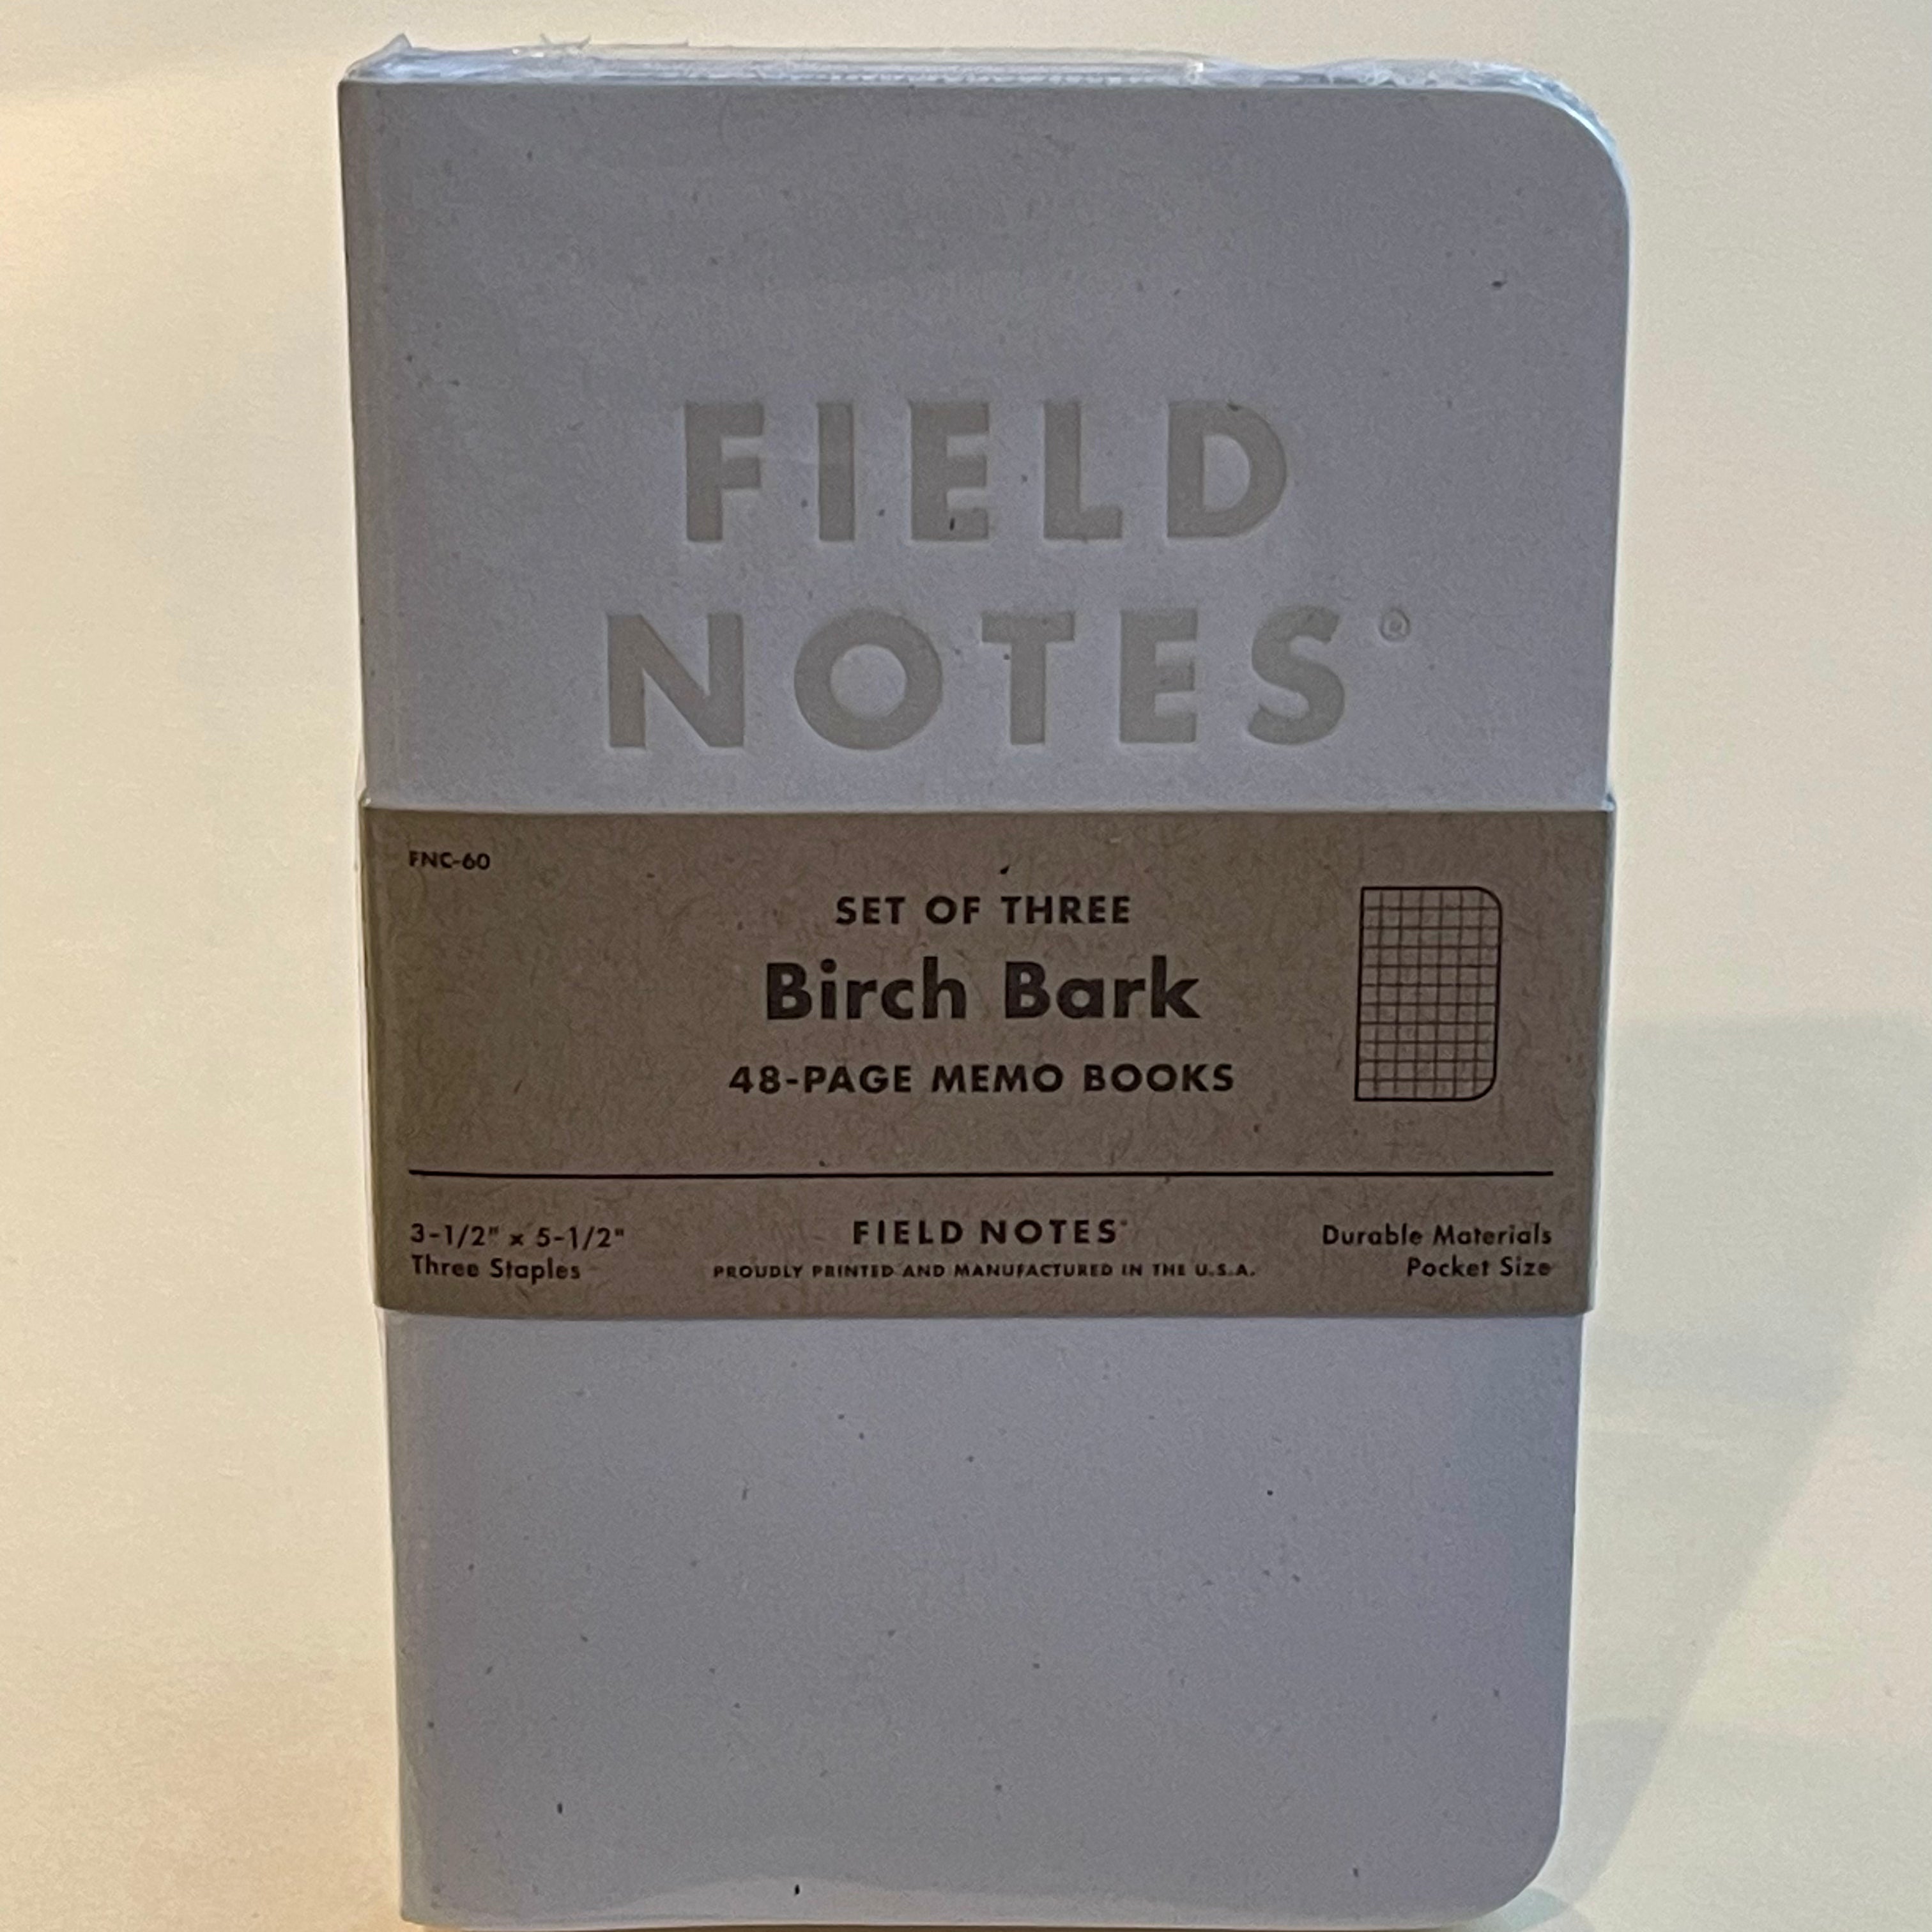 FIELD
NOTES®
FNC-60
SET OF THREE
Birch Bark
48-PAGE MEMO BOOKS
3-1/2" x 5-1/2"
Three Staples
FIELD NOTES®
PROUDLY PRINTED AND MANUFACTURED IN THE U.S.A.
Durable Materials
Pocket Size